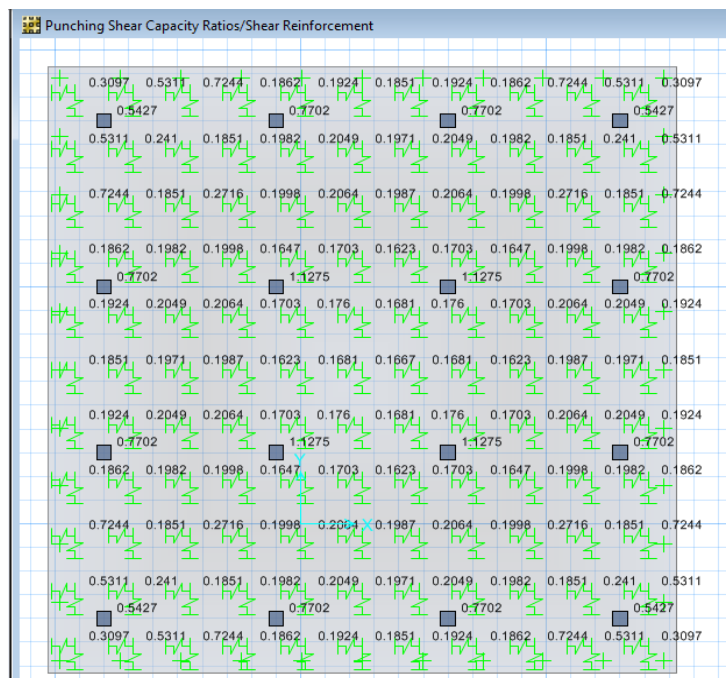 Punching Shear Capacity Ratios/Shear Reinforcement
0.3097 0.5311 0.7244 0.1862 0.1924 0.1851 0.1924 0.1862 0.7244 0.5311 0.3097
0.5427 0.7702 0.7702 0.5427
0.5311 0.241 0.1851 0.1982 0.2049 0.1971 0.2049 0.1982 0.1851 0.241 0.5311
0.7244 0.1851 0.2716 0.1998 0.2064 0.1987 0.2064 0.1998 0.2716 0.1851 0.7244
0.1862 0.1982 0.1998 0.1647 0.1703 0.1623 0.1703 0.1647 0.1998 0.1982 0.1862
0.7702 1.1275 1.1275 0.7702
0.1924 0.2049 0.2064 0.1703 0.176 0.1681 0.176 0.1703 0.2064 0.2049 0.1924
0.1851 0.1971 0.1987 0.1623 0.1681 0.1667 0.1681 0.1623 0.1987 0.1971 0.1851
0.1924 0.2049 0.2064 0.1703 0.176 0.1681 0.176 0.1703 0.2064 0.2049 0.1924
0.7702 1.1275 1.1275 0.7702
Y
0.1862 0.1982 0.1998 0.1647 0.1703 0.1623 0.1703 0.1647 0.1998 0.1982 0.1862
0.7244 0.1851 0.2716 0.1998 0.2064 X 0.1987 0.2064 0.1998 0.2716 0.1851 0.7244
0.5311 0.241 0.1851 0.1982 0.2049 0.1971 0.2049 0.1982 0.1851 0.241 0.5311
0.5427 0.7702 0.7702 0.5427
0.3097 0.5311 0.7244 0.1862 0.1924 0.1851 0.1924 0.1862 0.7244 0.5311 0.3097